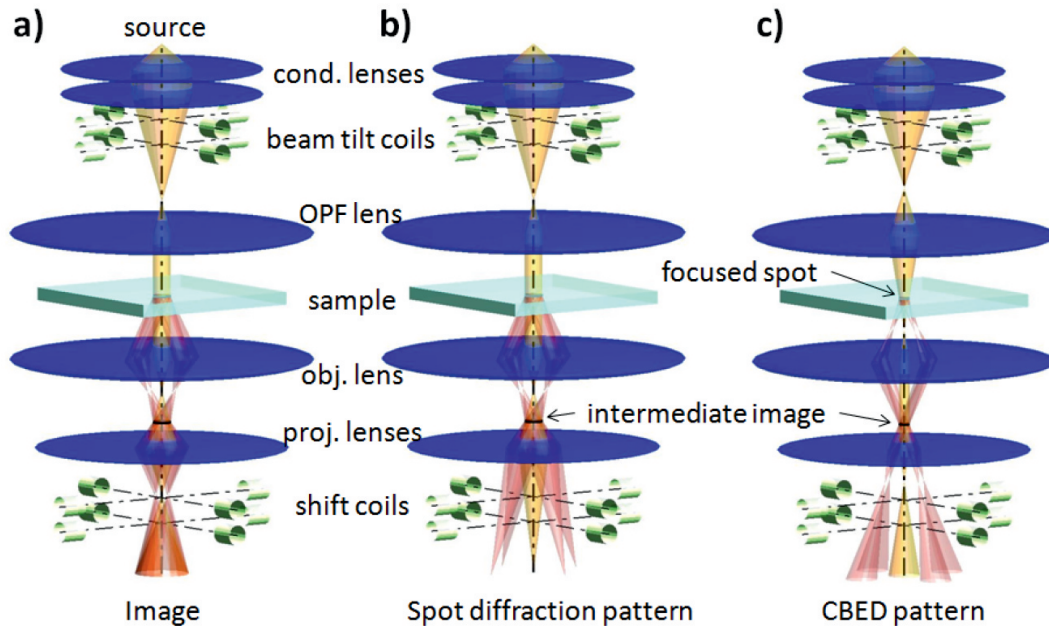 a)
source
b)
c)
cond. lenses
beam tilt coils
OPF lens
focused spot
sample
obj. lens
intermediate image
proj. lenses
shift coils
Image
Spot diffraction pattern
CBED pattern